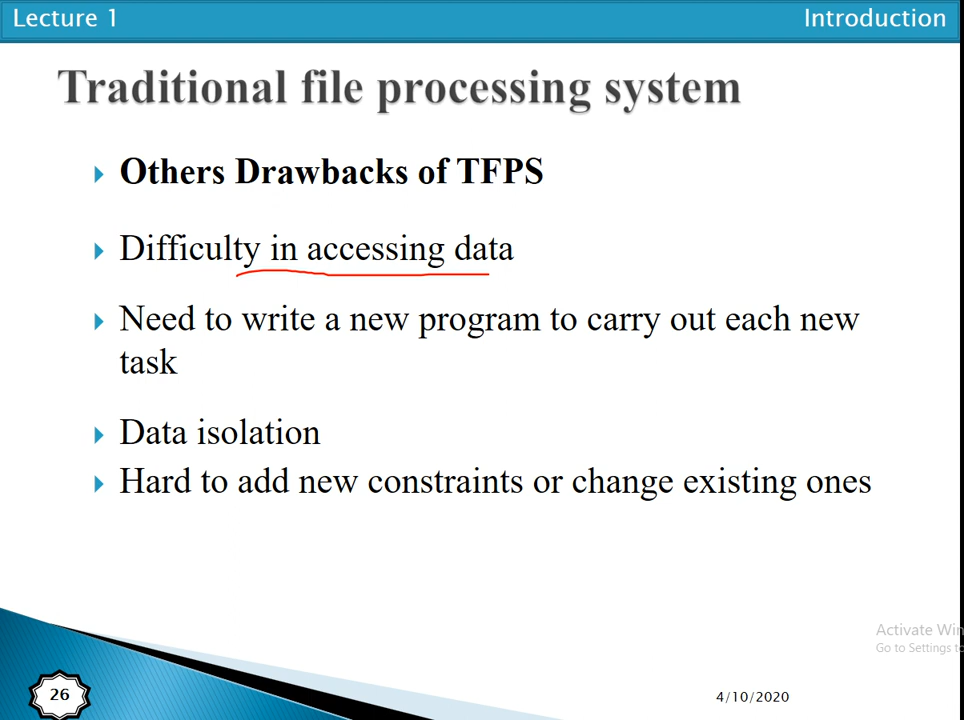 Lecture 1
Introduction
Traditional file processing system
Others Drawbacks of TFPS
Difficulty in accessing data
Need to write a new program to carry out each new
task
Data isolation
Hard to add new constraints or change existing ones
Activate Win
Go to Settings to
26
4/10/2020